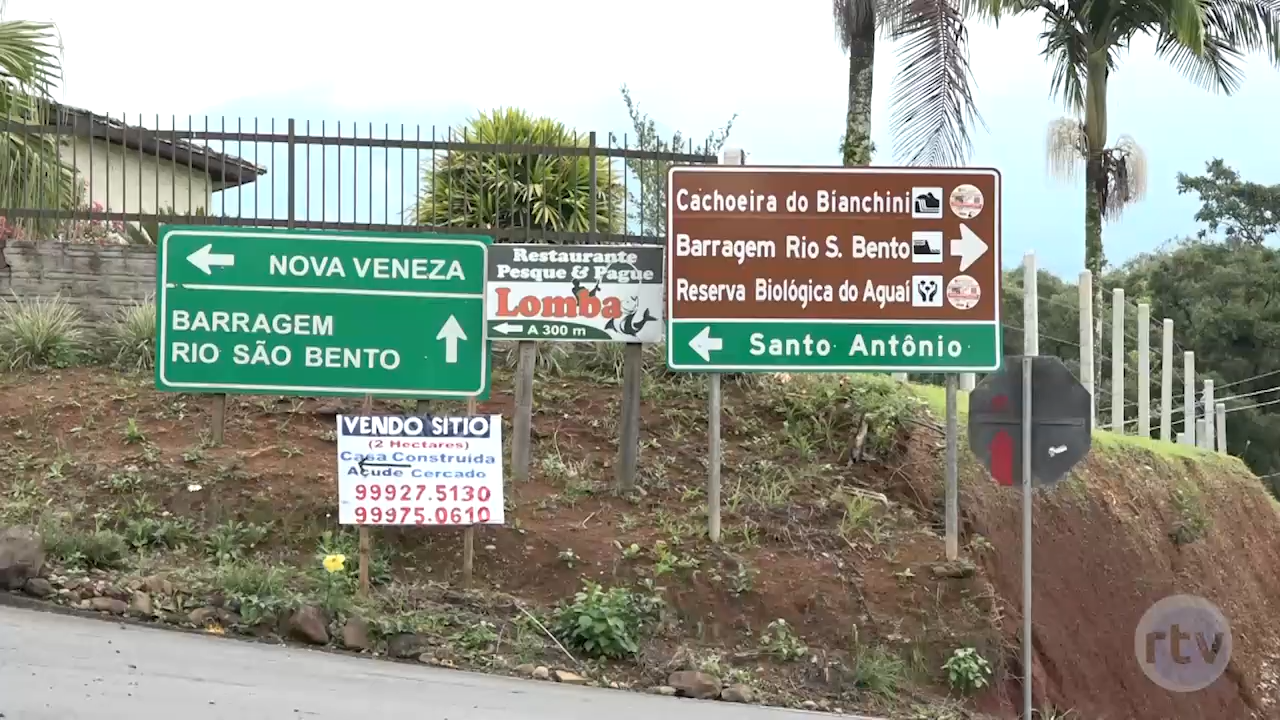 NOVA VENEZA
BARRAGEM
RIO SÃO BENTO
Restaurante
Pesque & Pague
Lomba
A 300 m
Cachoeira do Bianchini
Barragem Rio S. Bento
Reserva Biológica do Aguaí
Santo Antônio
VENDO SITIO
(2 Hectares)
Casa Construida
Açude Cercado
99927.5130
99975.0610
rtv